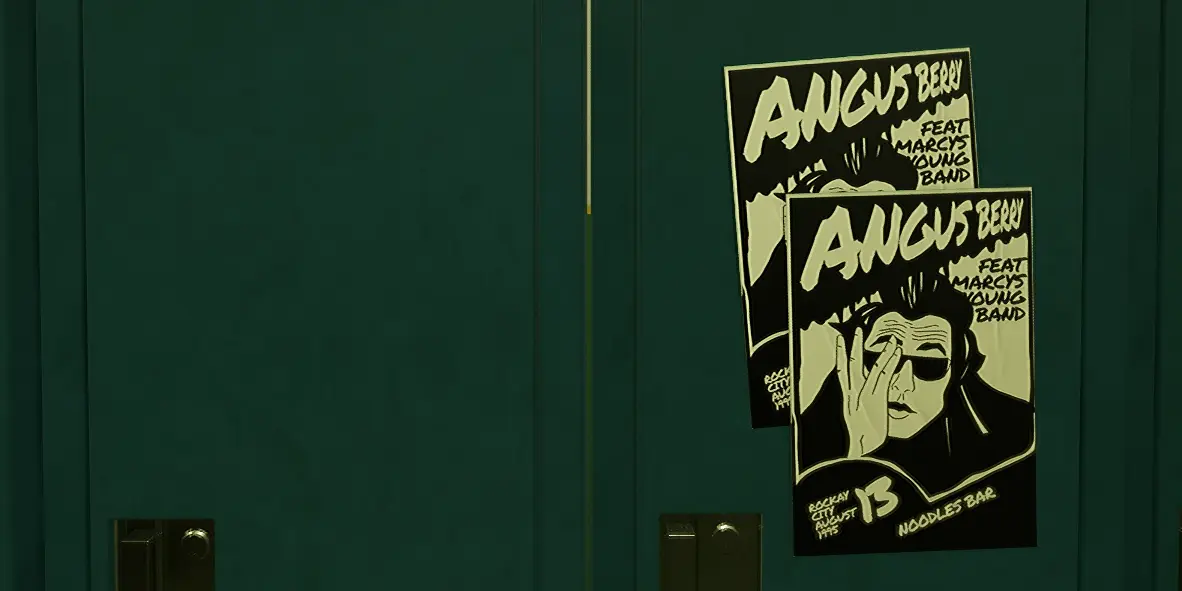 ANGUS BERRY
FEAT
MARCYS
YOUNG
BAND
ANGUS BERRY
FEAT
MARCYS
YOUNG
BAND
ROCKAY
CITY
AUGUST
1995
13
NOODLES BAR